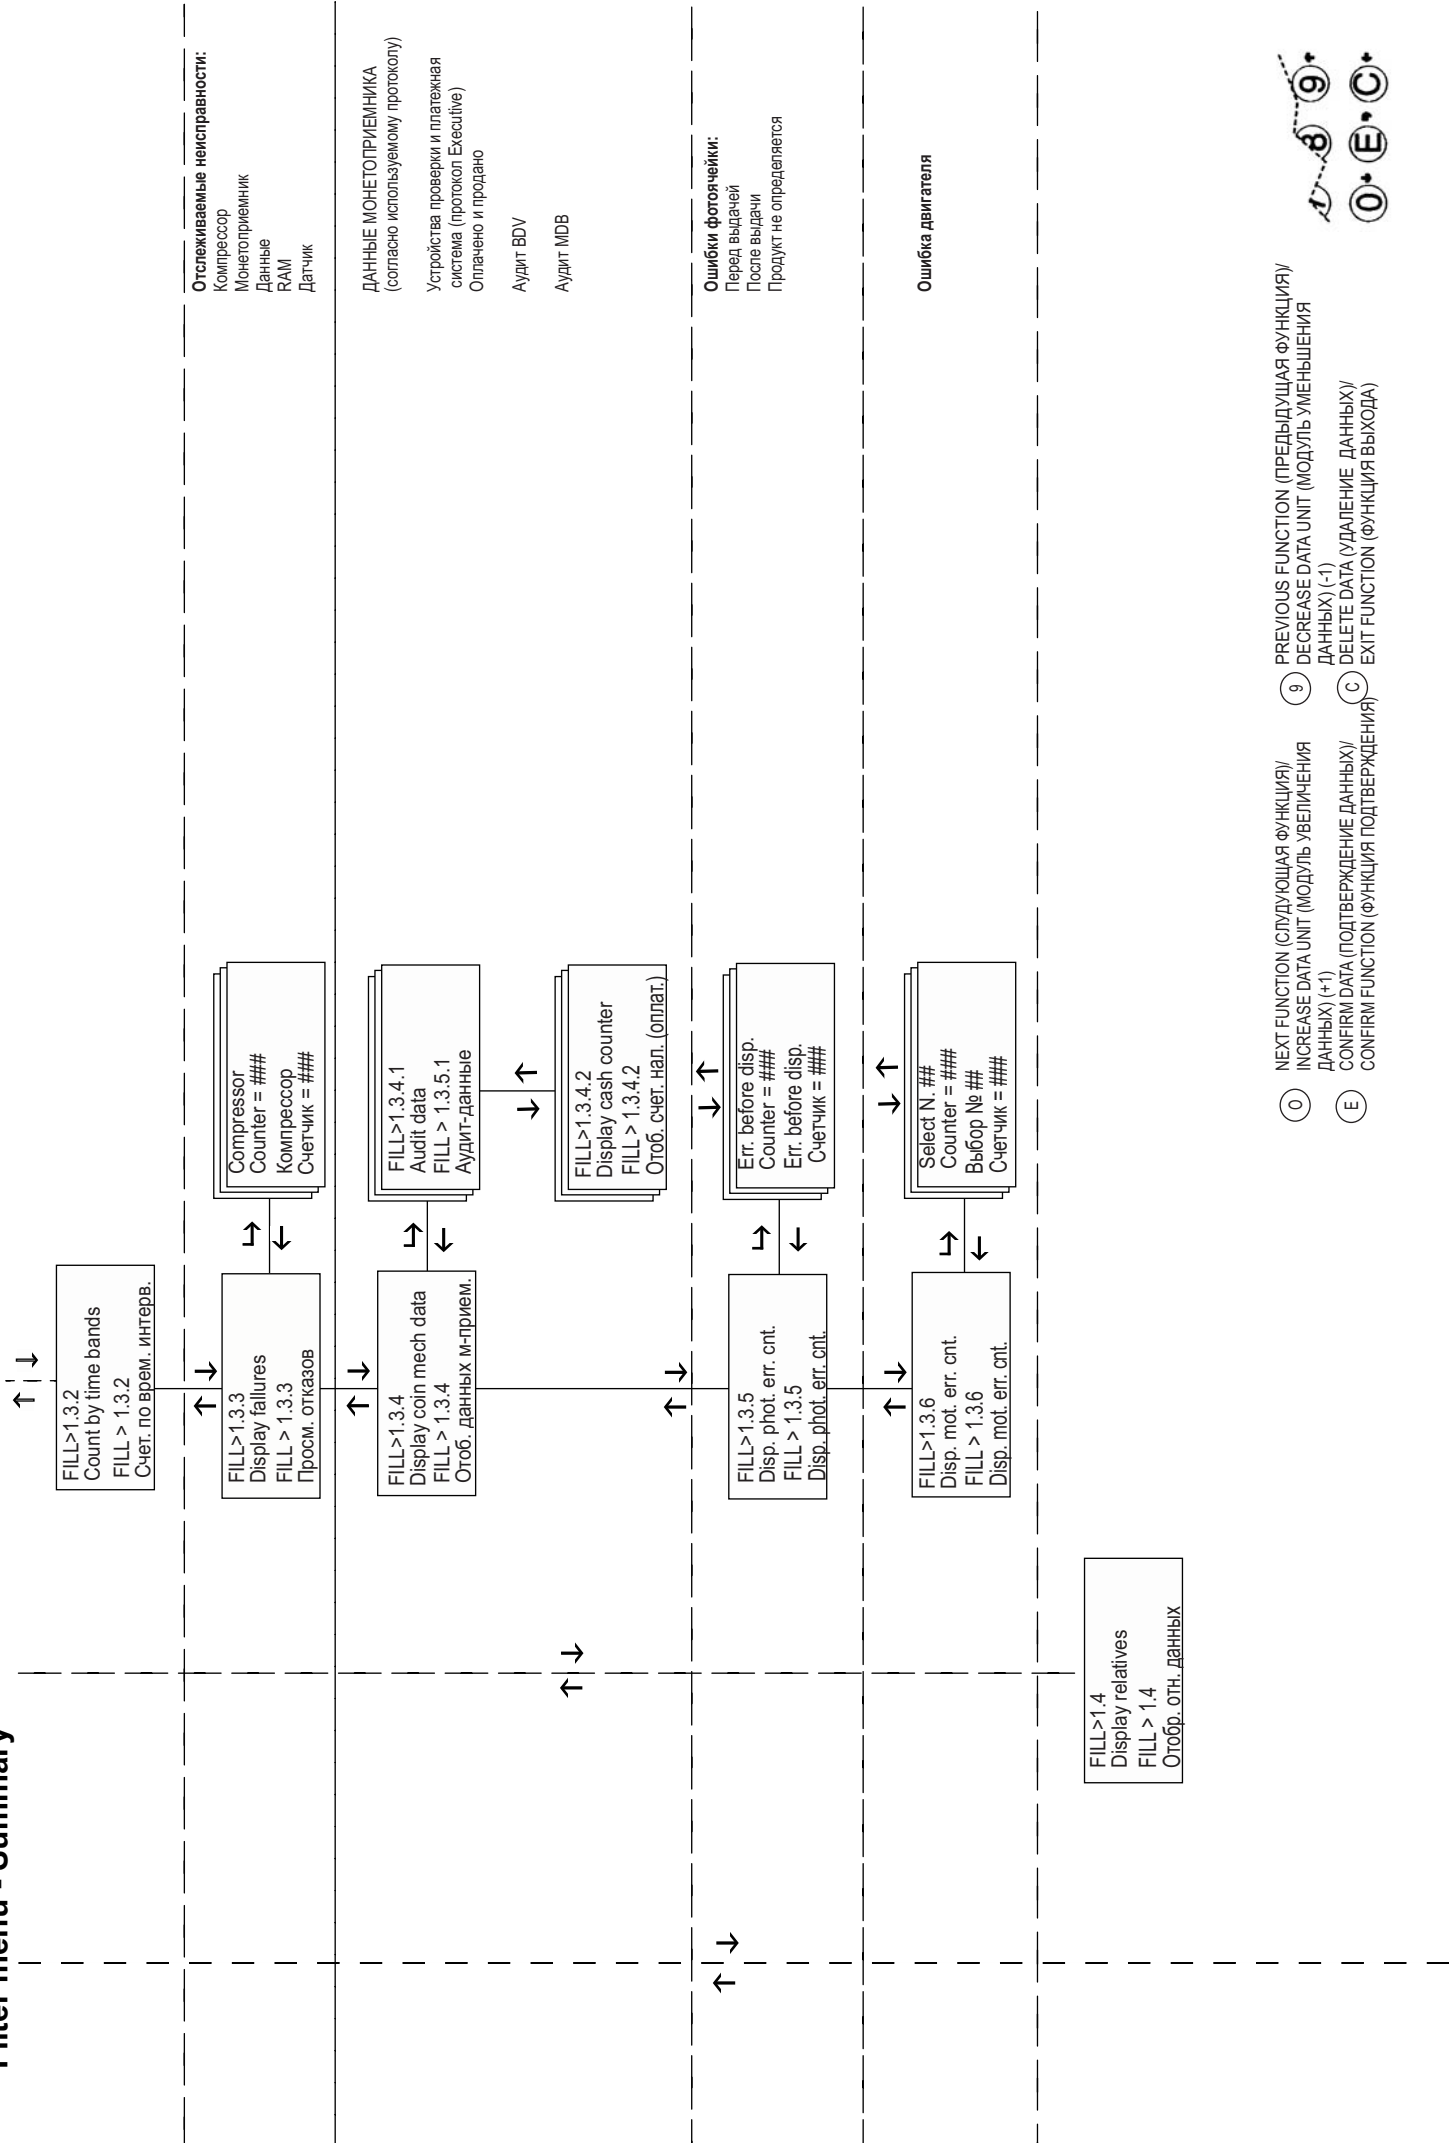 Filler menu - Summary
FILL>1.3.2
Count by time bands
FILL > 1.3.2
Счет. по врем. интерв.
FILL>1.3.3
Display failures
FILL > 1.3.3
Просм. отказов
Compressor
Counter = ###
Компрессор
Счетчик = ###
Отслеживаемые неисправности:
Компрессор
Монетоприемник
Данные
RAM
Датчик
FILL>1.3.4
Display coin mech data
FILL > 1.3.4
Отоб. данных м-прием.
FILL>1.3.4.1
Audit data
FILL > 1.3.5.1
Аудит-данные
FILL>1.3.4.2
Display cash counter
FILL > 1.3.4.2
Отоб. счет. нал. (оплат.)
ДАННЫЕ МОНЕТОПРИЕМНИКА
(согласно используемому протоколу)
Устройства проверки и платежная
система (протокол Executive)
Оплачено и продано
Аудит BDV
Аудит MDB
FILL>1.3.5
Disp. phot. err. cnt.
FILL > 1.3.5
Disp. phot. err. cnt.
Err. before disp.
Counter = ###
Err. before disp.
Счетчик = ###
Ошибки фотоячейки:
Перед выдачей
После выдачи
Продукт не определяется
FILL>1.3.6
Disp. mot. err. cnt.
FILL > 1.3.6
Disp. mot. err. cnt.
Select N. ##
Counter = ###
Выбор № ##
Счетчик = ###
Ошибка двигателя
FILL>1.4
Display relatives
FILL > 1.4
Отобр. отн. данных
O
NEXT FUNCTION (СЛУДУЮЩАЯ ФУНКЦИЯ)/
INCREASE DATA UNIT (МОДУЛЬ УВЕЛИЧЕНИЯ
ДАННЫХ) (+1)
E
CONFIRM DATA (ПОДТВЕРЖДЕНИЕ ДАННЫХ)/
CONFIRM FUNCTION (ФУНКЦИЯ ПОДТВЕРЖДЕНИЯ)
9
PREVIOUS FUNCTION (ПРЕДЫДУЩАЯ ФУНКЦИЯ)/
DECREASE DATA UNIT (МОДУЛЬ УМЕНЬШЕНИЯ
ДАННЫХ) (-1)
C
DELETE DATA (УДАЛЕНИЕ ДАННЫХ)/
EXIT FUNCTION (ФУНКЦИЯ ВЫХОДА)
1 8 9
0 E C